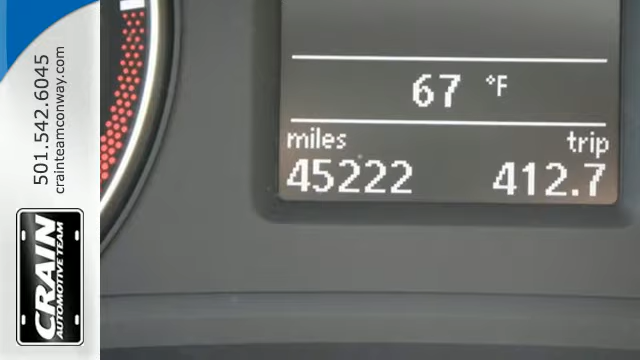 67 °F
miles trip
45222 412.7
501.542.6045
crainteamconway.com
CRAIN
AUTOMOTIVE TEAM